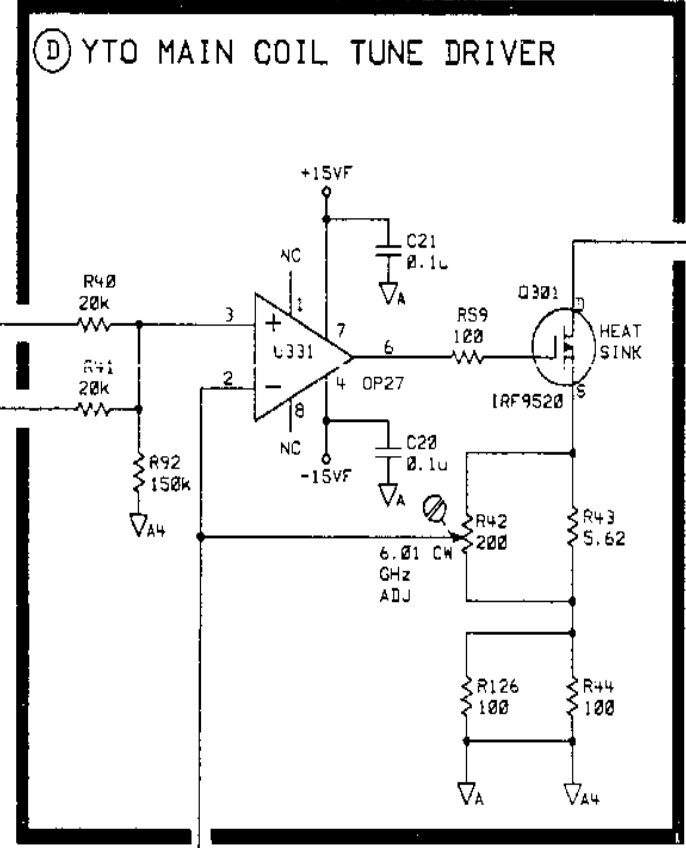 D YTO MAIN COIL TUNE DRIVER
+15VF
C21
0.1u
A
NC
1
R40
20k
3
+
7
U331
6
R59
100
Q301
D
HEAT
SINK
R41
20k
2
−
4
OP27
8
NC
IRF9520
S
-15VF
C20
0.1u
A
R92
150k
A4
R42
200
R43
5.62
6.01 CW
GHz
ADJ
R126
100
R44
100
A
A4